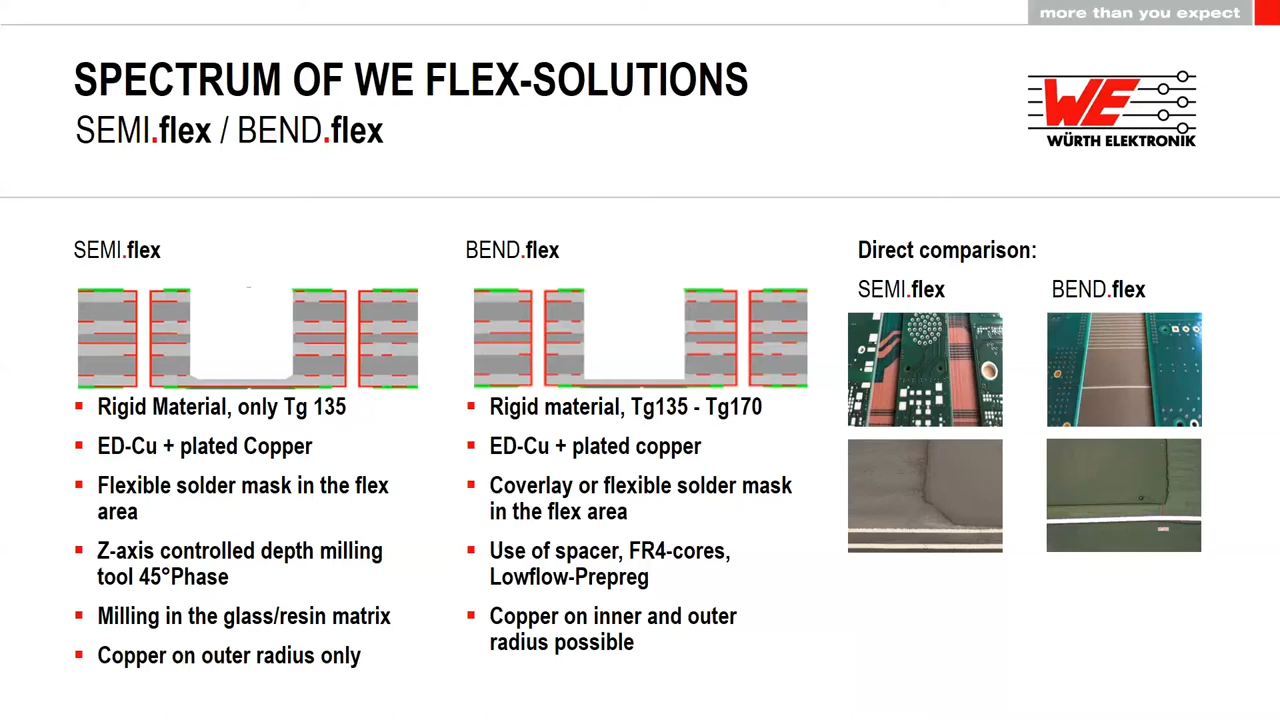 more than you expect
SPECTRUM OF WE FLEX-SOLUTIONS
SEMI.flex / BEND.flex
WE
WÜRTH ELEKTRONIK
SEMI.flex
Rigid Material, only Tg 135
ED-Cu + plated Copper
Flexible solder mask in the flex
area
Z-axis controlled depth milling
tool 45°Phase
Milling in the glass/resin matrix
Copper on outer radius only
BEND.flex
Rigid material, Tg135 - Tg170
ED-Cu + plated copper
Coverlay or flexible solder mask
in the flex area
Use of spacer, FR4-cores,
Lowflow-Prepreg
Copper on inner and outer
radius possible
Direct comparison:
SEMI.flex
BEND.flex